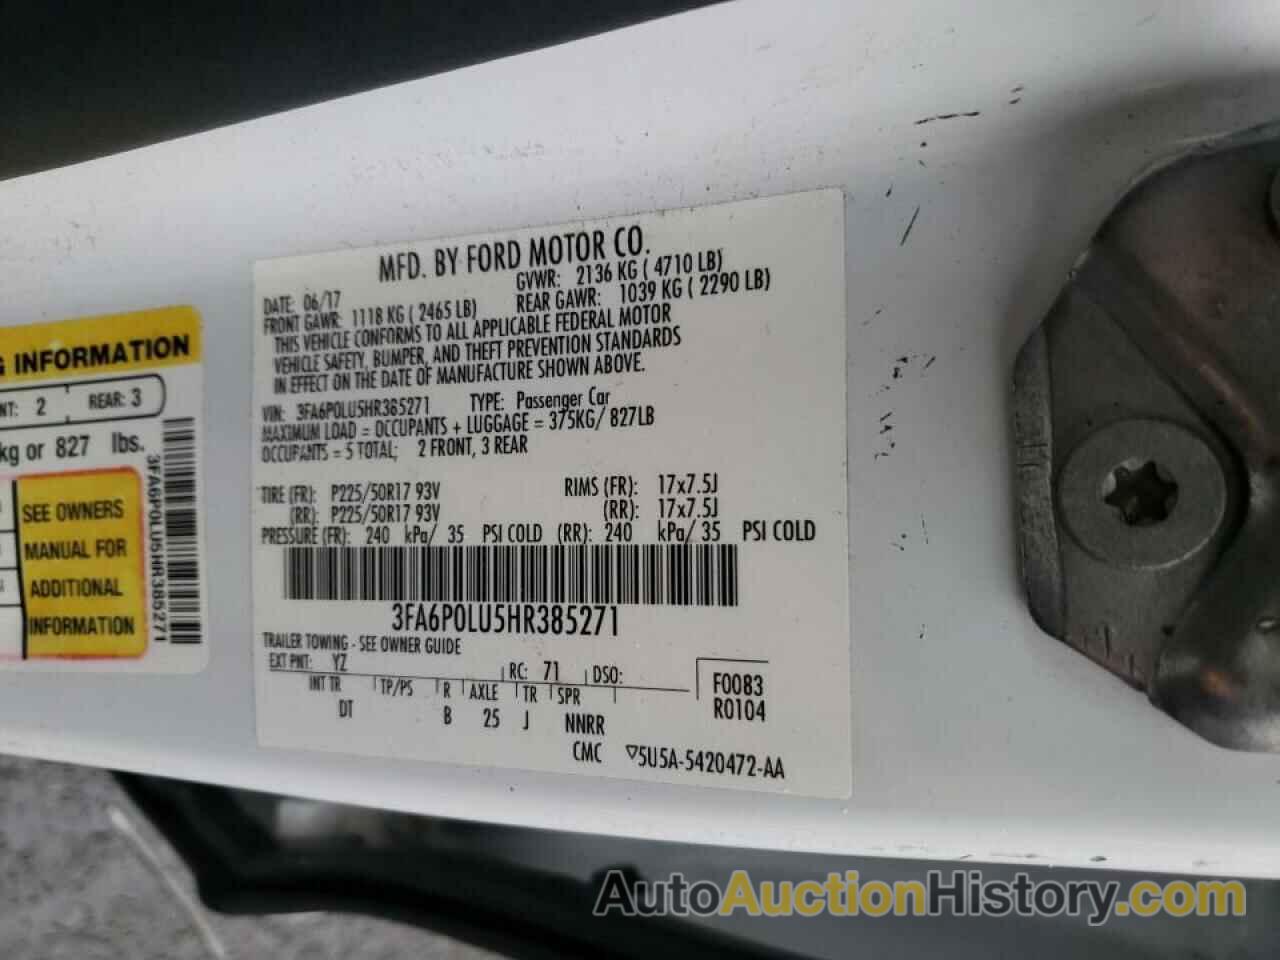 MFD. BY FORD MOTOR CO.
DATE: 06/17 GVWR: 2136 KG ( 4710 LB)
FRONT GAWR: 1118 KG ( 2465 LB) REAR GAWR: 1039 KG ( 2290 LB)
THIS VEHICLE CONFORMS TO ALL APPLICABLE FEDERAL MOTOR
VEHICLE SAFETY, BUMPER, AND THEFT PREVENTION STANDARDS
IN EFFECT ON THE DATE OF MANUFACTURE SHOWN ABOVE.
VIN: 3FA6P0LU5HR385271 TYPE: Passenger Car
MAXIMUM LOAD = OCCUPANTS + LUGGAGE = 375KG/ 827LB
OCCUPANTS = 5 TOTAL; 2 FRONT, 3 REAR
TIRE (FR): P225/50R17 93V RIMS (FR): 17x7.5J
(RR): P225/50R17 93V (RR): 17x7.5J
PRESSURE (FR): 240 kPa/ 35 PSI COLD (RR): 240 kPa/ 35 PSI COLD
3FA6P0LU5HR385271
TRAILER TOWING - SEE OWNER GUIDE
EXT PNT: YZ RC: 71 DSO:
INT TR TP/PS R AXLE TR SPR
DT B 25 J NNRR
F0083
R0104
CMC ▽5U5A-5420472-AA
INFORMATION
2 REAR: 3
kg or 827 lbs.
SEE OWNERS
MANUAL FOR
ADDITIONAL
INFORMATION
3FA6P0LU5HR385271
AutoAuctionHistory.com